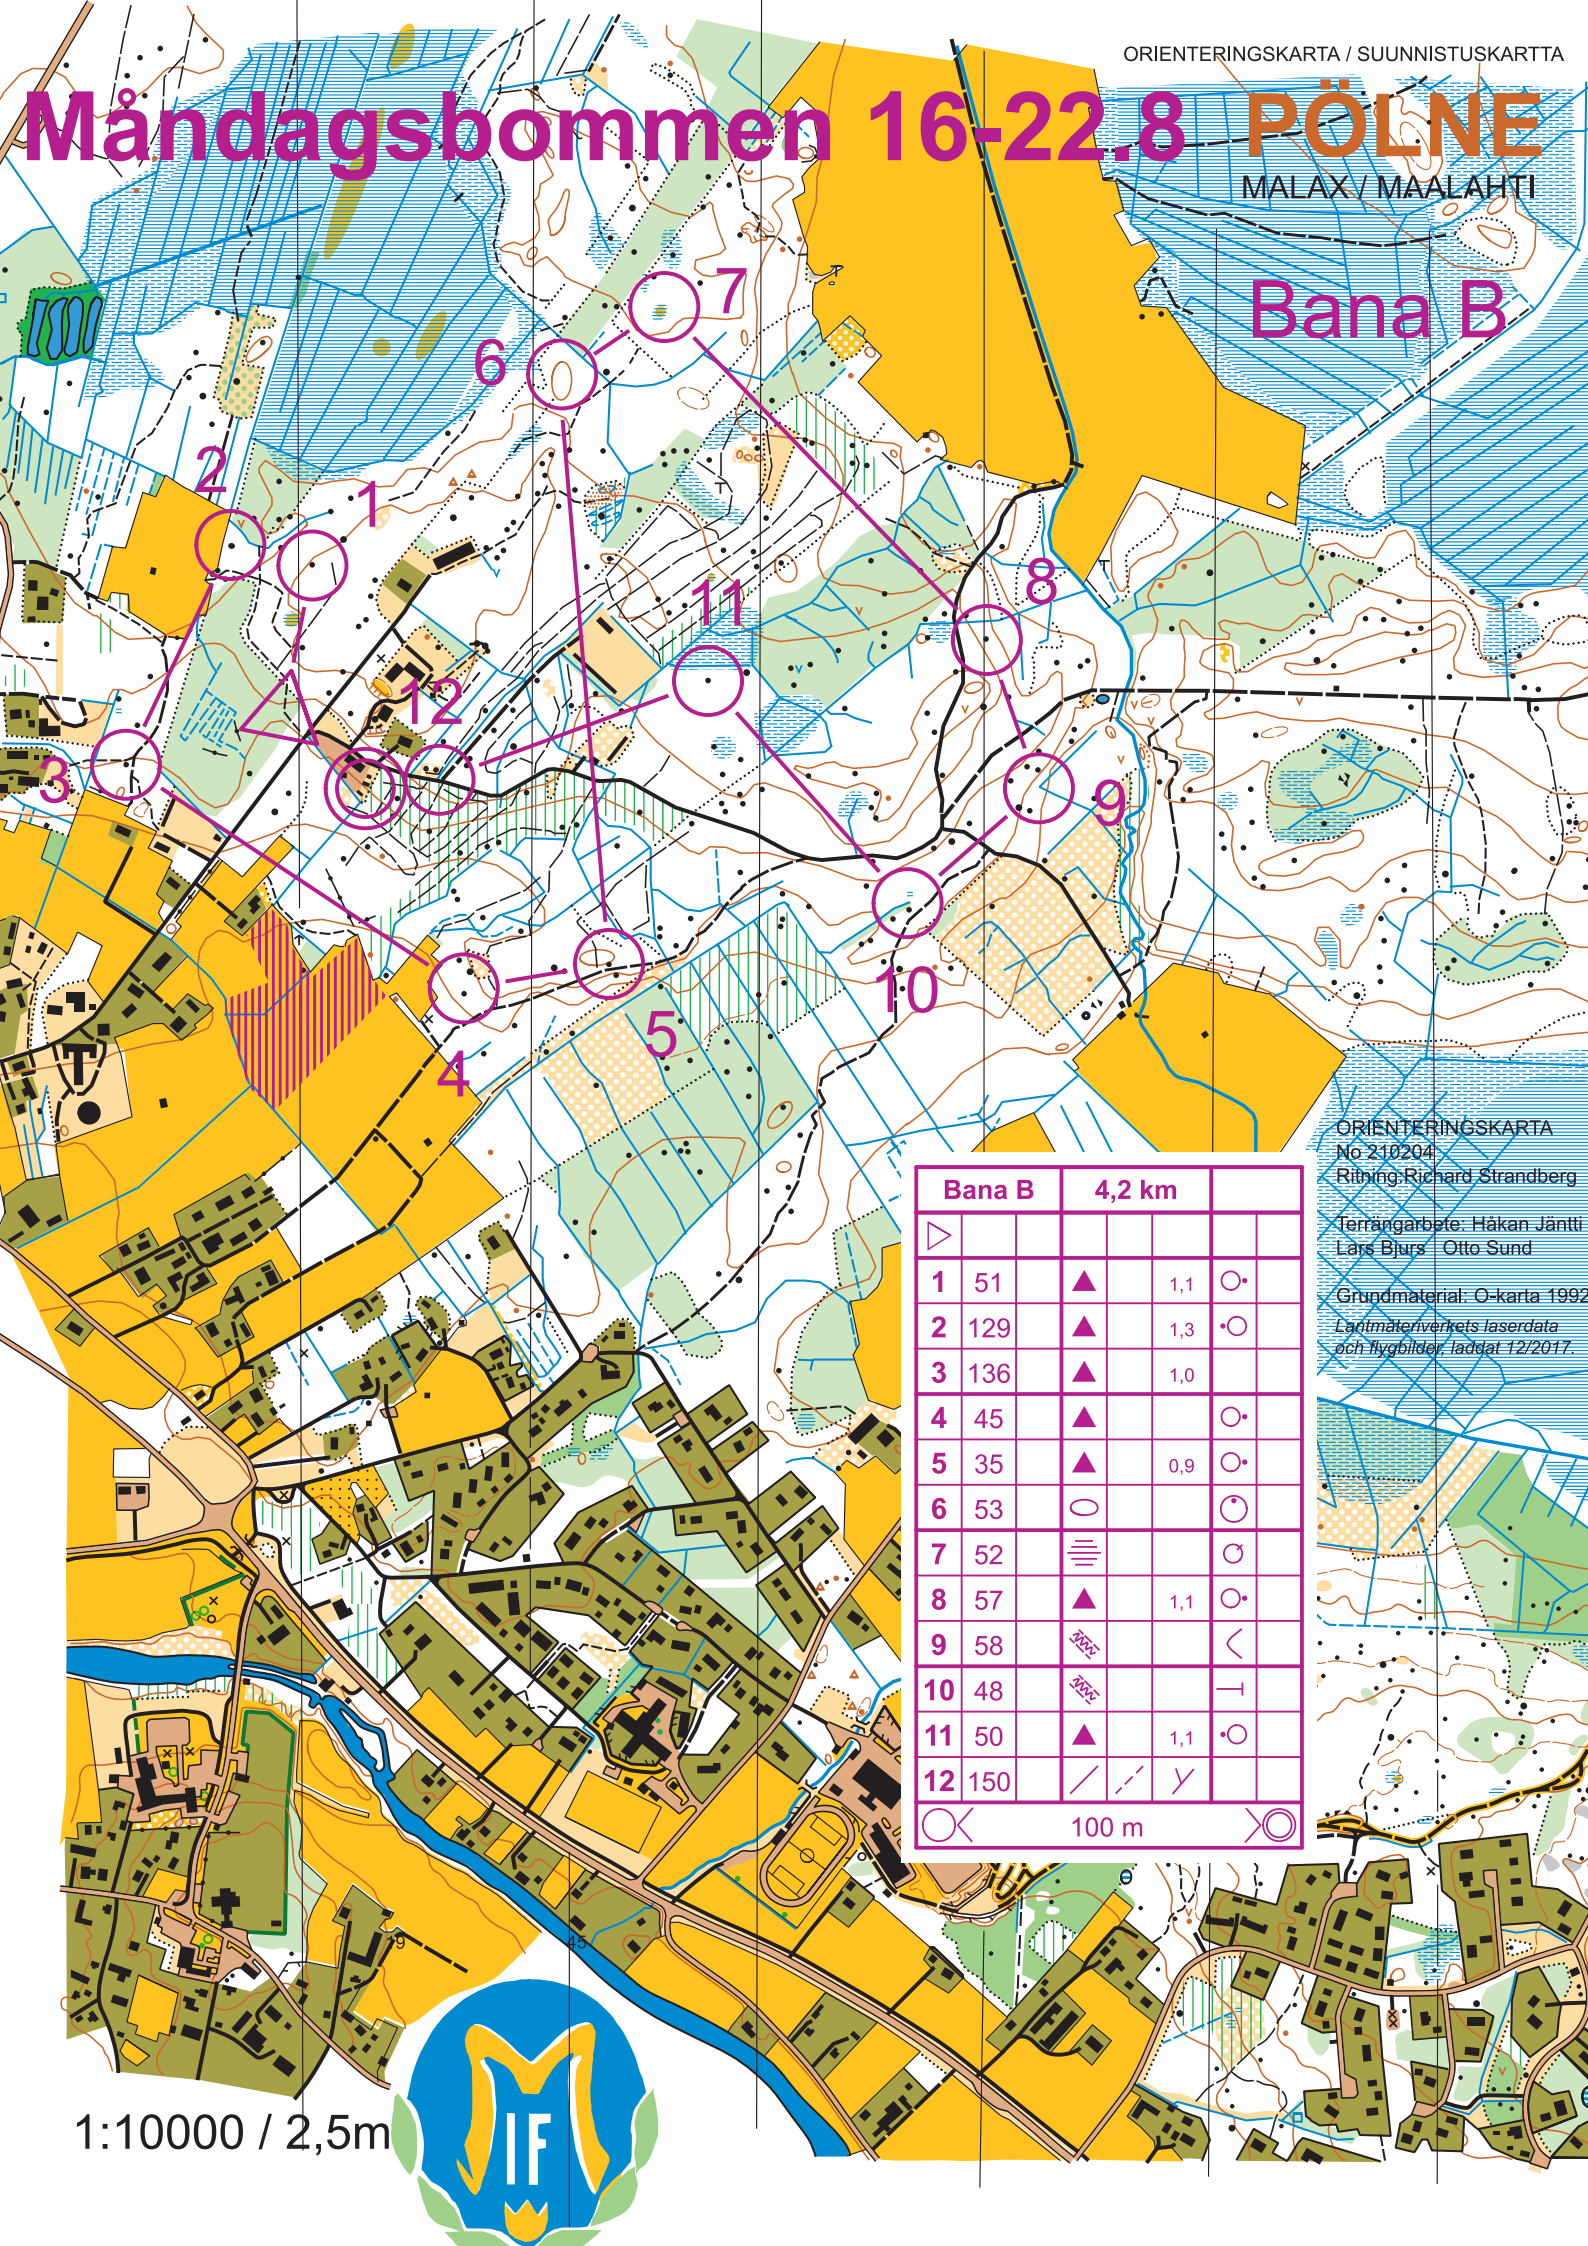 ORIENTERINGSKARTA / SUUNNISTUSKARTTA
Måndagsbommen 16-22.8
PÖLNE
MALAX / MAALAHTI
Bana B
7
6
2
1
11
8
12
3
9
10
5
4
ORIENTERINGSKARTA
No 210204
Ritning:Richard Strandberg
Terrängarbete: Håkan Jäntti
Lars Bjurs Otto Sund
Grundmaterial: O-karta 1992
Lantmäteriverkets laserdata
och flygbilder, laddat 12/2017.
Bana B 4,2 km
1 51 1,1
2 129 1,3
3 136 1,0
4 45
5 35 0,9
6 53
7 52
8 57 1,1
9 58
10 48
11 50 1,1
12 150
100 m
45
1:10000 / 2,5m
IF